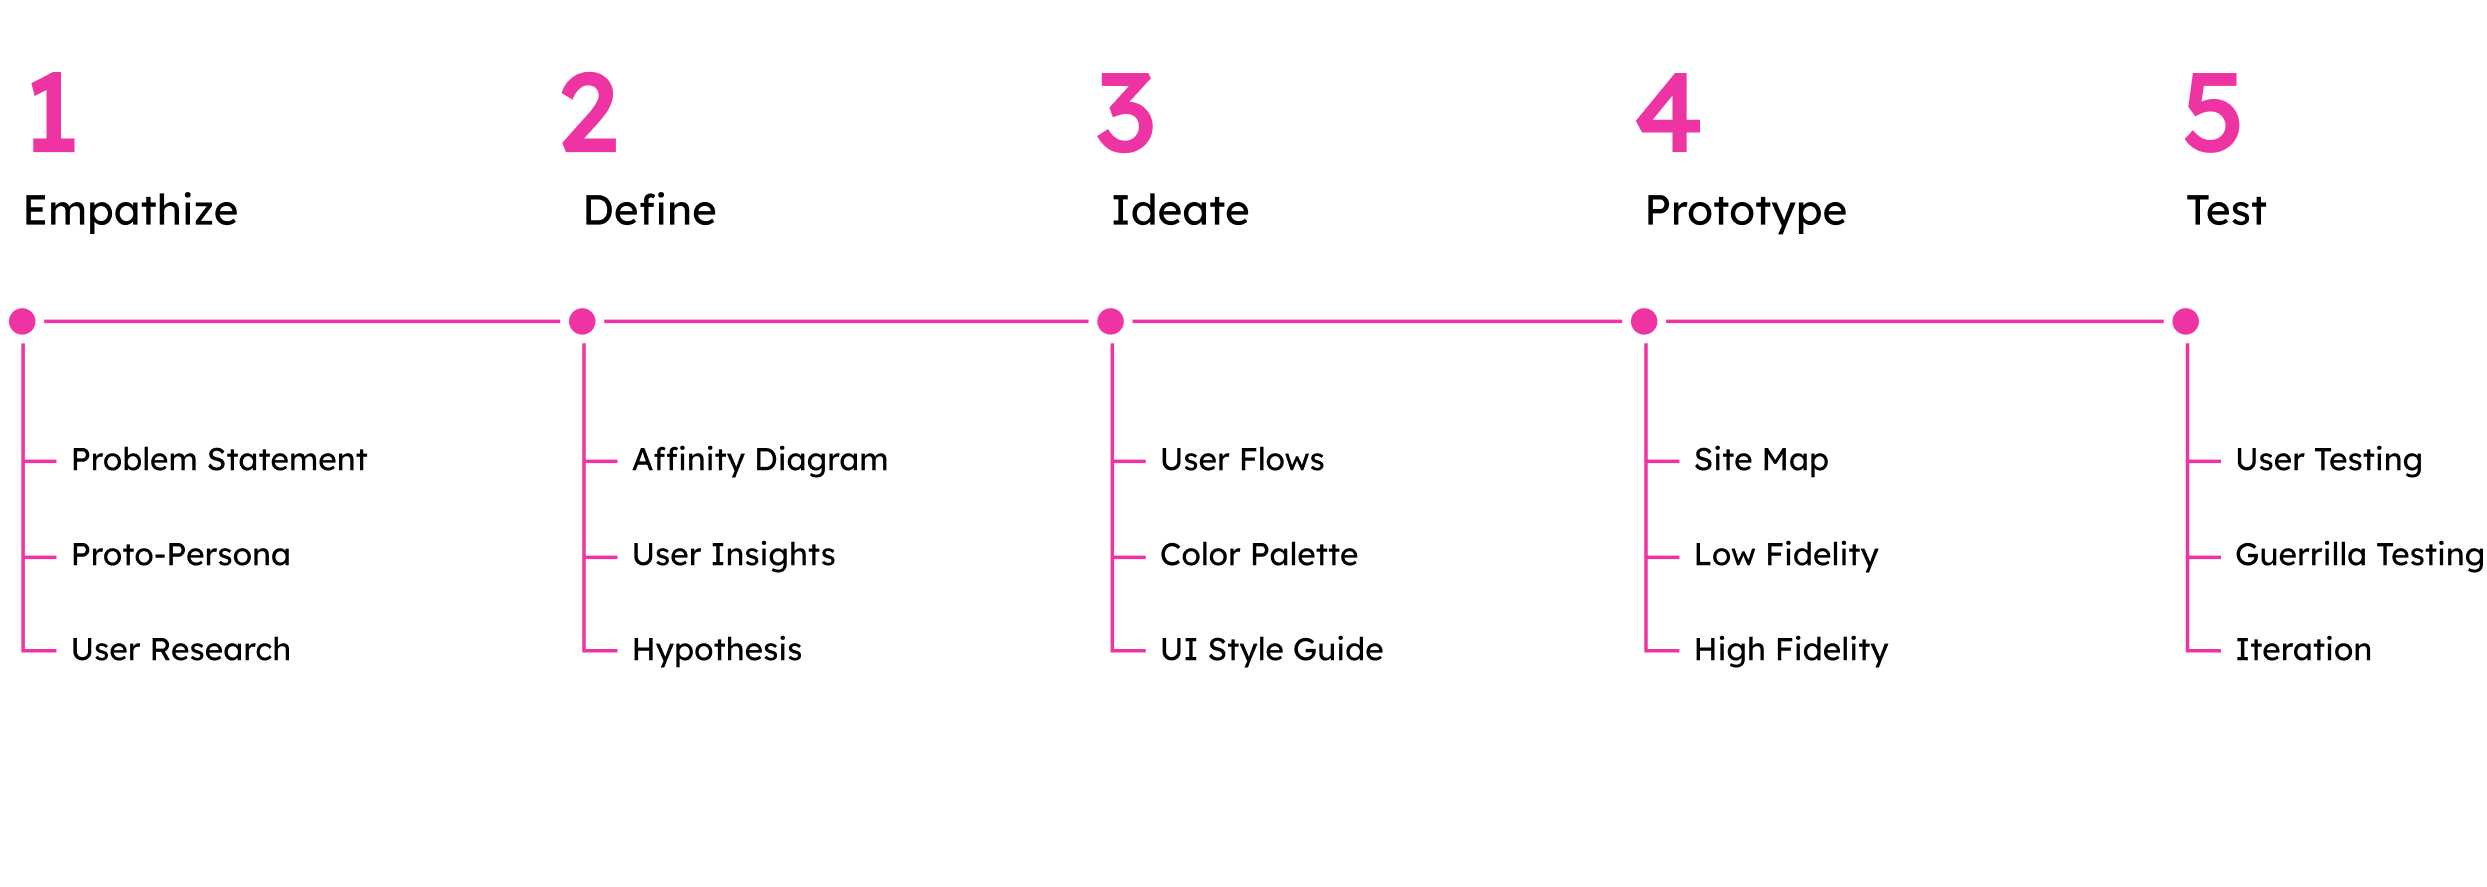 1
Empathize
Problem Statement
Proto-Persona
User Research
2
Define
Affinity Diagram
User Insights
Hypothesis
3
Ideate
User Flows
Color Palette
UI Style Guide
4
Prototype
Site Map
Low Fidelity
High Fidelity
5
Test
User Testing
Guerrilla Testing
Iteration